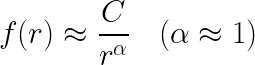 f(r) ≈ C / r^α (α ≈ 1)